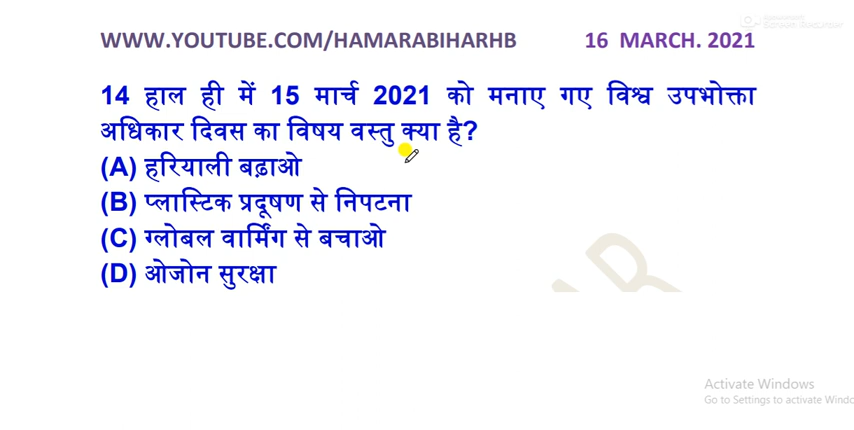 WWW.YOUTUBE.COM/HAMARABIHARHB 16 MARCH. 2021
14 हाल ही में 15 मार्च 2021 को मनाए गए विश्व उपभोक्ता
अधिकार दिवस का विषय वस्तु क्या है?
(A) हरियाली बढ़ाओ
(B) प्लास्टिक प्रदूषण से निपटना
(C) ग्लोबल वार्मिंग से बचाओ
(D) ओजोन सुरक्षा
Activate Windows
Go to Settings to activate Wind